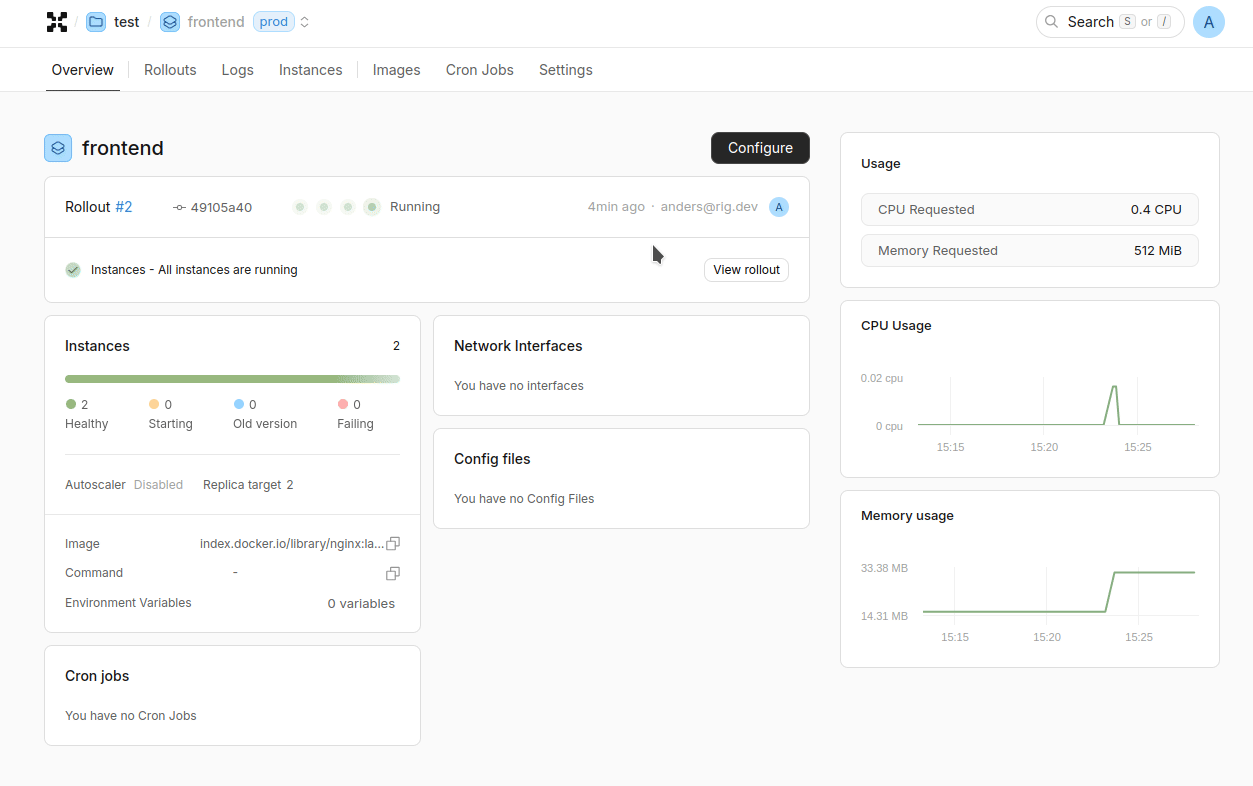 / test / frontend prod
Search S or /
A
Overview Rollouts Logs Instances Images Cron Jobs Settings
frontend
Configure
Rollout #2 49105a40 Running 4min ago · anders@rig.dev A
Instances - All instances are running
View rollout
Instances 2
2 0 0 0
Healthy Starting Old version Failing
Autoscaler Disabled Replica target 2
Image index.docker.io/library/nginx:la...
Command -
Environment Variables 0 variables
Cron jobs
You have no Cron Jobs
Network Interfaces
You have no interfaces
Config files
You have no Config Files
Usage
CPU Requested 0.4 CPU
Memory Requested 512 MiB
CPU Usage
0.02 cpu
0 cpu
15:15 15:20 15:25
Memory usage
33.38 MB
14.31 MB
15:15 15:20 15:25